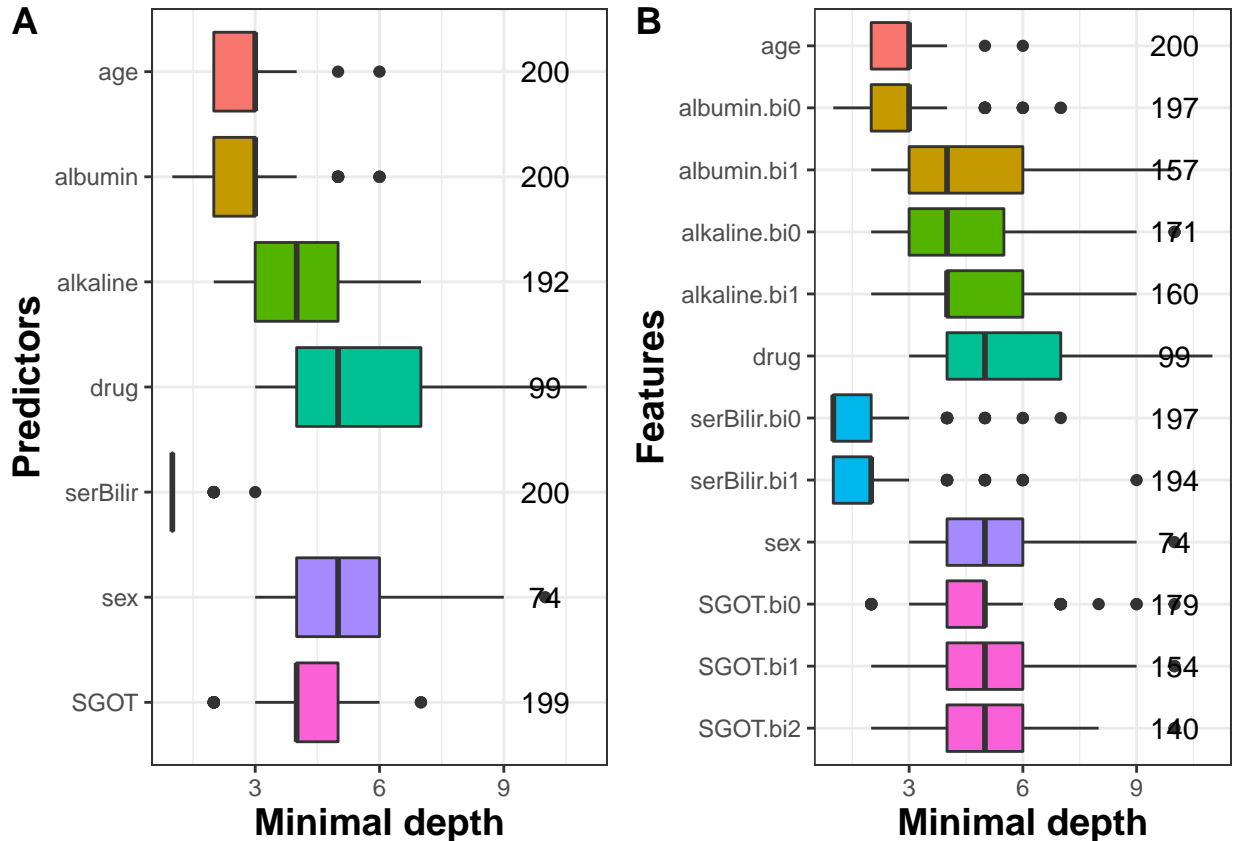 A
Predictors
age 200
albumin 200
alkaline 192
drug 99
serBilir 200
sex 74
SGOT 199
3 6 9
Minimal depth
B
Features
age 200
albumin.bi0 197
albumin.bi1 157
alkaline.bi0 171
alkaline.bi1 160
drug 99
serBilir.bi0 197
serBilir.bi1 194
sex 74
SGOT.bi0 179
SGOT.bi1 154
SGOT.bi2 140
3 6 9
Minimal depth